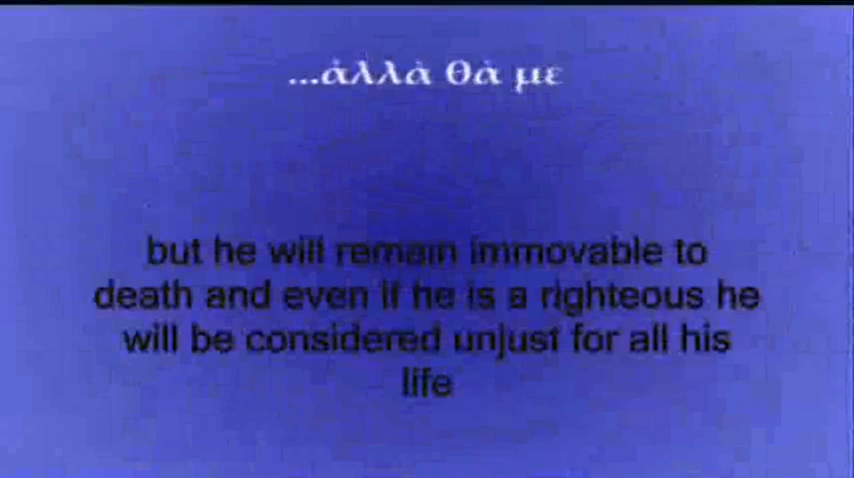 ...ἀλλὰ θὰ με
but he will remain immovable to
death and even if he is a righteous he
will be considered unjust for all his
life